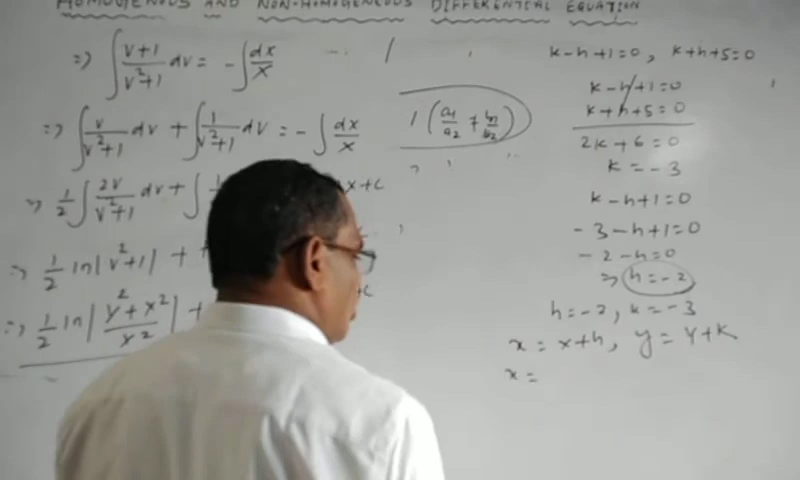 HOMOGENOUS AND NON-HOMOGENEOUS DIFFERENTIAL EQUATION
=> ∫ v+1/v²+1 dv = -∫ dx/x
=> ∫ v/v²+1 dv + ∫ 1/v²+1 dv = -∫ dx/x
=> 1/2 ∫ 2v/v²+1 dv + ∫ x+c
=> 1/2 ln|v²+1| +
=> 1/2 ln| y²+x²/x² | +
1 (a₁/a₂ ≠ b₁/b₂)
k-h+1=0, k+h+5=0
k-h+1=0
k+h+5=0
2k+6=0
k=-3
k-h+1=0
-3-h+1=0
-2-h=0
=> h=-2
h=-2, k=-3
x = X+h, y = Y+k
x =